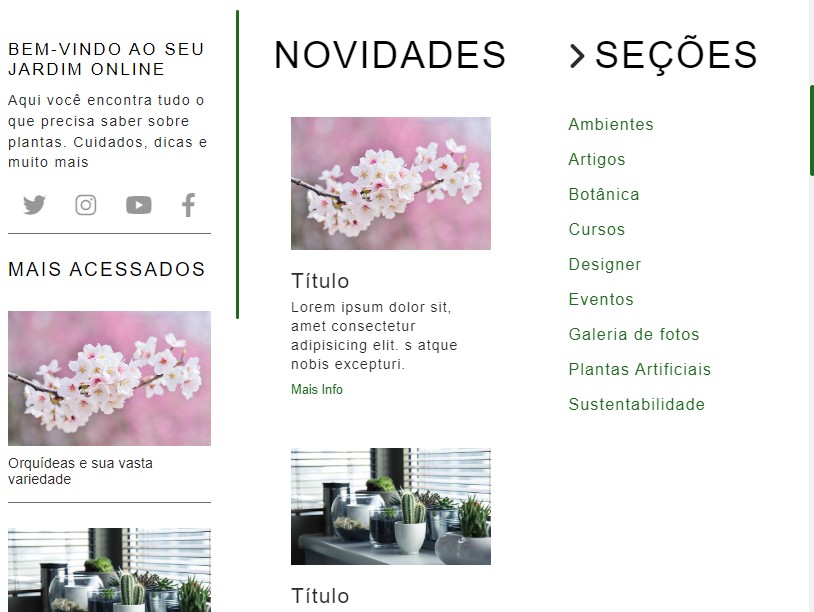 BEM-VINDO AO SEU
JARDIM ONLINE
Aqui você encontra tudo o
que precisa saber sobre
plantas. Cuidados, dicas e
muito mais
MAIS ACESSADOS
Orquídeas e sua vasta
variedade
NOVIDADES
Título
Lorem ipsum dolor sit,
amet consectetur
adipisicing elit. s atque
nobis excepturi.
Mais Info
Título
SEÇÕES
Ambientes
Artigos
Botânica
Cursos
Designer
Eventos
Galeria de fotos
Plantas Artificiais
Sustentabilidade